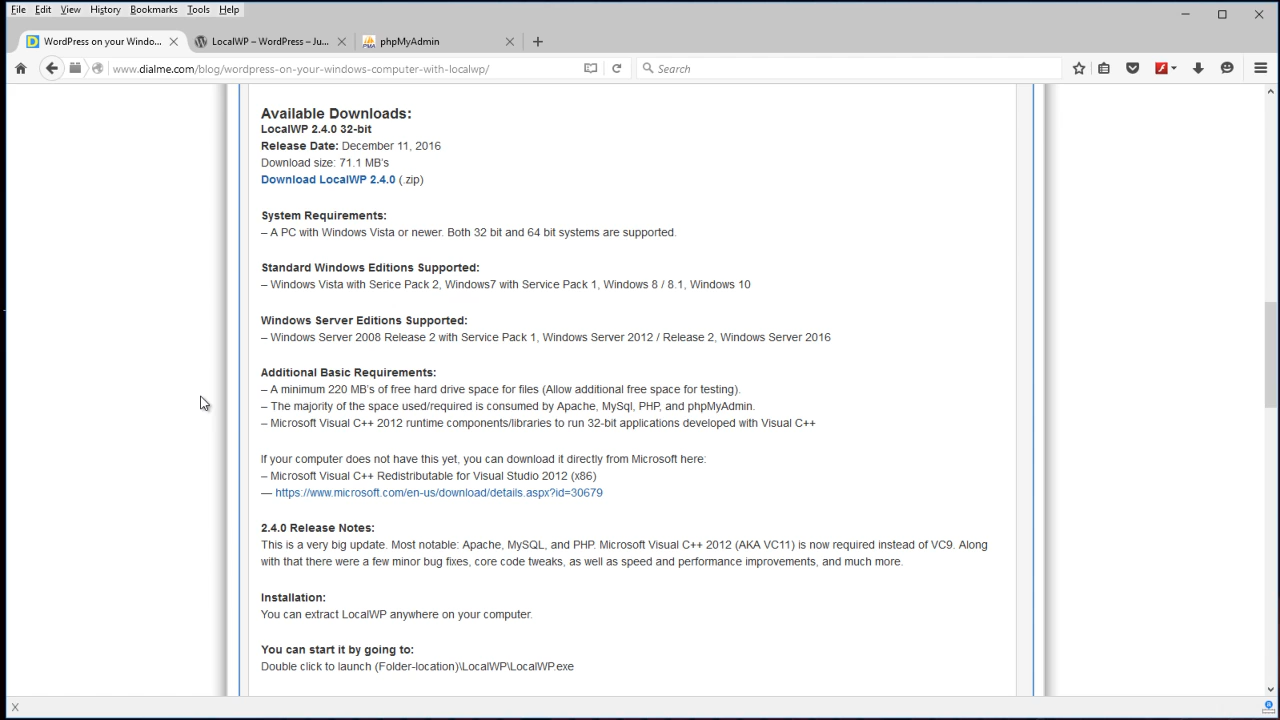 File Edit View History Bookmarks Tools Help
WordPress on your Windo... LocalWP – WordPress – Ju... phpMyAdmin
www.dialme.com/blog/wordpress-on-your-windows-computer-with-localwp/ Search
Available Downloads:
LocalWP 2.4.0 32-bit
Release Date: December 11, 2016
Download size: 71.1 MB's
Download LocalWP 2.4.0 (.zip)
System Requirements:
– A PC with Windows Vista or newer. Both 32 bit and 64 bit systems are supported.
Standard Windows Editions Supported:
– Windows Vista with Serice Pack 2, Windows7 with Service Pack 1, Windows 8 / 8.1, Windows 10
Windows Server Editions Supported:
– Windows Server 2008 Release 2 with Service Pack 1, Windows Server 2012 / Release 2, Windows Server 2016
Additional Basic Requirements:
– A minimum 220 MB's of free hard drive space for files (Allow additional free space for testing).
– The majority of the space used/required is consumed by Apache, MySql, PHP, and phpMyAdmin.
– Microsoft Visual C++ 2012 runtime components/libraries to run 32-bit applications developed with Visual C++
If your computer does not have this yet, you can download it directly from Microsoft here:
– Microsoft Visual C++ Redistributable for Visual Studio 2012 (x86)
— https://www.microsoft.com/en-us/download/details.aspx?id=30679
2.4.0 Release Notes:
This is a very big update. Most notable: Apache, MySQL, and PHP. Microsoft Visual C++ 2012 (AKA VC11) is now required instead of VC9. Along
with that there were a few minor bug fixes, core code tweaks, as well as speed and performance improvements, and much more.
Installation:
You can extract LocalWP anywhere on your computer.
You can start it by going to:
Double click to launch (Folder-location)\LocalWP\LocalWP.exe